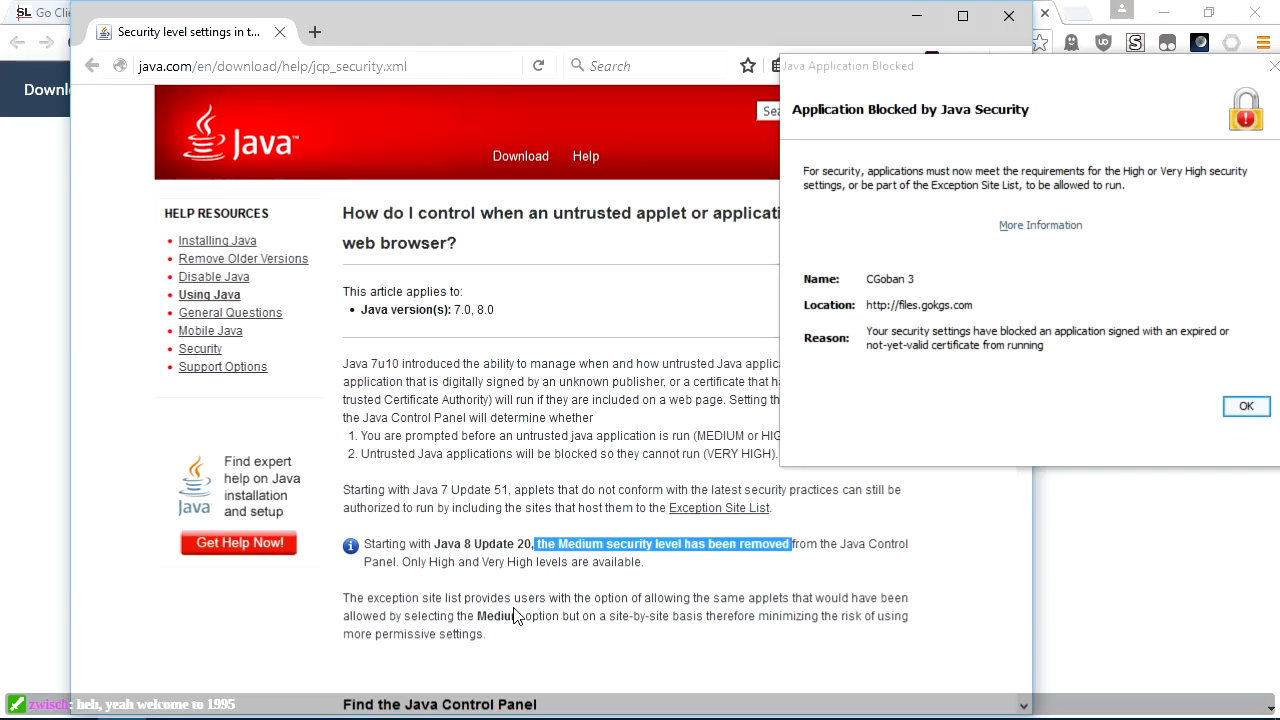 SL Go Cli
Security level settings in t...
java.com/en/download/help/jcp_security.xml
Search
Downl
Java™
Sea
Download
Help
HELP RESOURCES
Installing Java
Remove Older Versions
Disable Java
Using Java
General Questions
Mobile Java
Security
Support Options
Find expert
help on Java
installation
and setup
Java
Get Help Now!
How do I control when an untrusted applet or applicati
web browser?
This article applies to:
• Java version(s): 7.0, 8.0
Java 7u10 introduced the ability to manage when and how untrusted Java applic
application that is digitally signed by an unknown publisher, or a certificate that ha
trusted Certificate Authority) will run if they are included on a web page. Setting th
the Java Control Panel will determine whether
1. You are prompted before an untrusted java application is run (MEDIUM or HIG
2. Untrusted Java applications will be blocked so they cannot run (VERY HIGH).
Starting with Java 7 Update 51, applets that do not conform with the latest security practices can still be
authorized to run by including the sites that host them to the Exception Site List.
Starting with Java 8 Update 20, the Medium security level has been removed from the Java Control
Panel. Only High and Very High levels are available.
The exception site list provides users with the option of allowing the same applets that would have been
allowed by selecting the Medium option but on a site-by-site basis therefore minimizing the risk of using
more permissive settings.
Find the Java Control Panel
Java Application Blocked
Application Blocked by Java Security
For security, applications must now meet the requirements for the High or Very High security
settings, or be part of the Exception Site List, to be allowed to run.
More Information
Name: CGoban 3
Location: http://files.gokgs.com
Reason: Your security settings have blocked an application signed with an expired or
not-yet-valid certificate from running
OK
zwisch: heh, yeah welcome to 1995